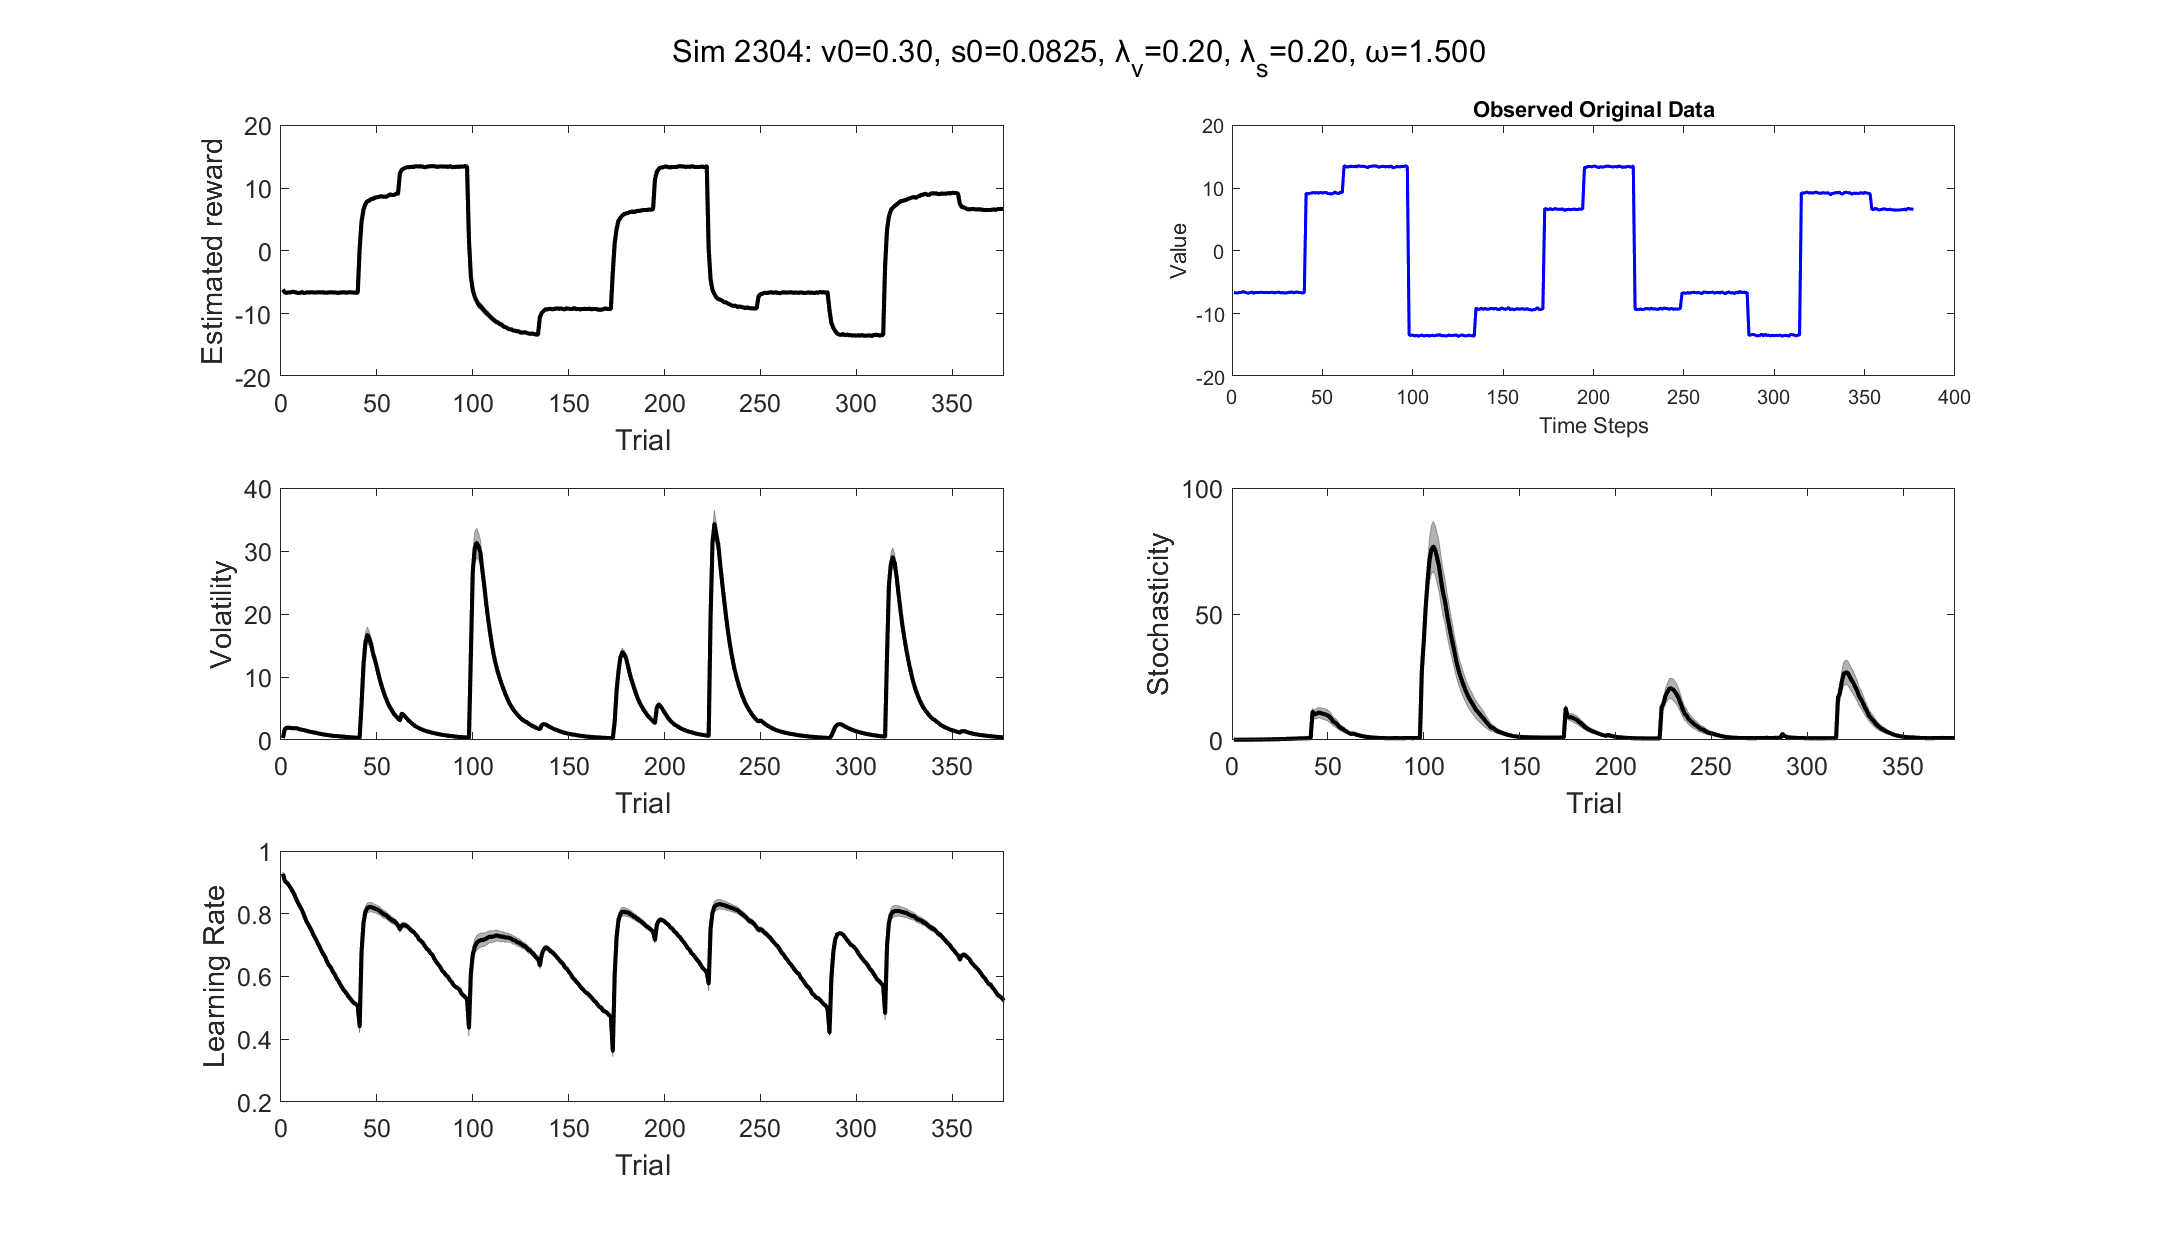 Sim 2304: v0=0.30, s0=0.0825, λv=0.20, λs=0.20, ω=1.500
20
10
0
-10
-20
Estimated reward
0 50 100 150 200 250 300 350
Trial
Observed Original Data
20
10
0
-10
-20
Value
0 50 100 150 200 250 300 350 400
Time Steps
40
30
20
10
0
Volatility
0 50 100 150 200 250 300 350
Trial
100
50
0
Stochasticity
0 50 100 150 200 250 300 350
Trial
1
0.8
0.6
0.4
0.2
Learning Rate
0 50 100 150 200 250 300 350
Trial